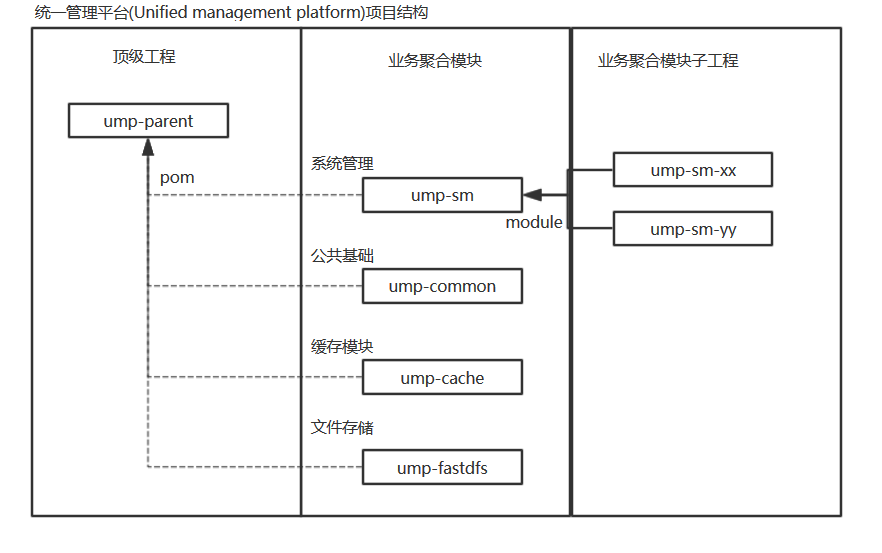 统一管理平台(Unified management platform)项目结构
顶级工程
业务聚合模块
业务聚合模块子工程
ump-parent
pom
系统管理
ump-sm
module
ump-sm-xx
ump-sm-yy
公共基础
ump-common
缓存模块
ump-cache
文件存储
ump-fastdfs